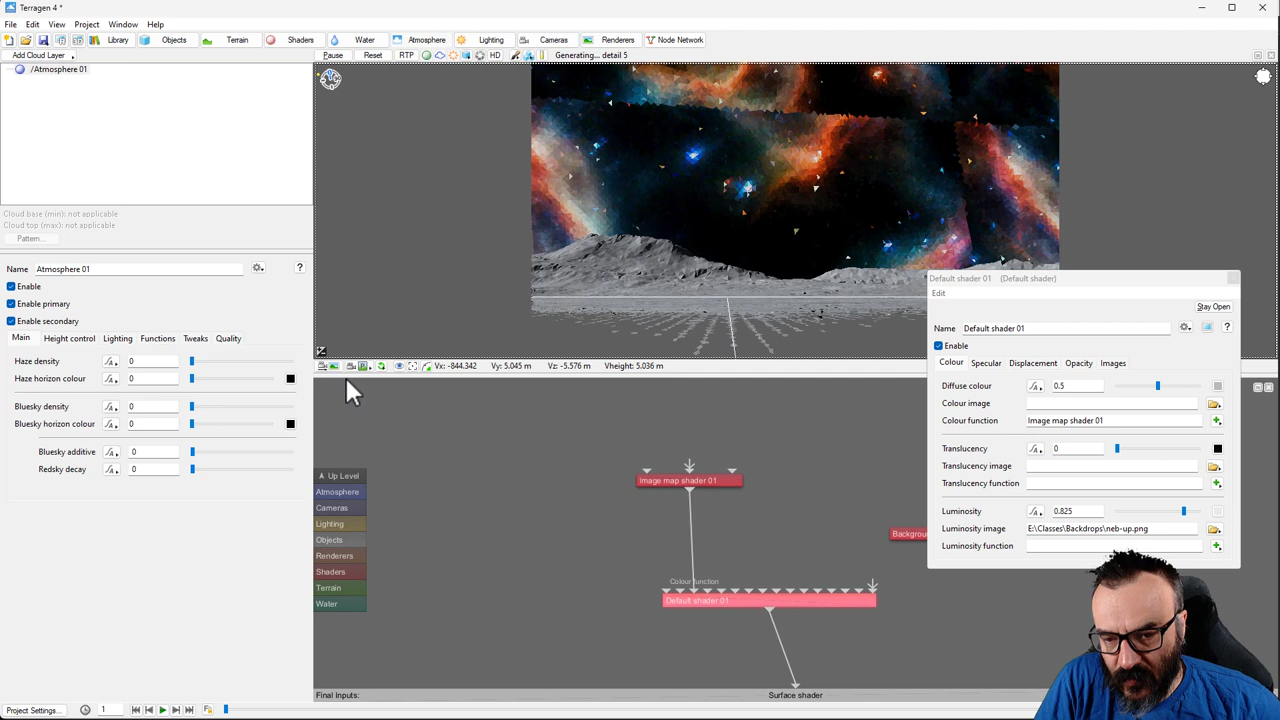 Terragen 4 *
File Edit View Project Window Help
Library Objects Terrain Shaders Water Atmosphere Lighting Cameras Renderers Node Network
Add Cloud Layer Pause Reset RTP HD Generating... detail 5
/Atmosphere 01
Cloud base (min): not applicable
Cloud top (max): not applicable
Pattern...
Name Atmosphere 01 ?
Enable
Enable primary
Enable secondary
Main Height control Lighting Functions Tweaks Quality
Haze density 0
Haze horizon colour 0
Bluesky density 0
Bluesky horizon colour 0
Bluesky additive 0
Redsky decay 0
Vx: -844.342 Vy: 5.045 m Vz: -5.576 m Vheight: 5.036 m
Up Level
Atmosphere
Cameras
Lighting
Objects
Renderers
Shaders
Terrain
Water
Image map shader 01
Backgrou
Colour function
Default shader 01
Final Inputs: Surface shader
Default shader 01 (Default shader)
Edit
Stay Open
Name Default shader 01 ?
Enable
Colour Specular Displacement Opacity Images
Diffuse colour 0.5
Colour image
Colour function Image map shader 01
Translucency 0
Translucency image
Translucency function
Luminosity 0.825
Luminosity image E:\Classes\Backdrops\neb-up.png
Luminosity function
Project Settings... 1